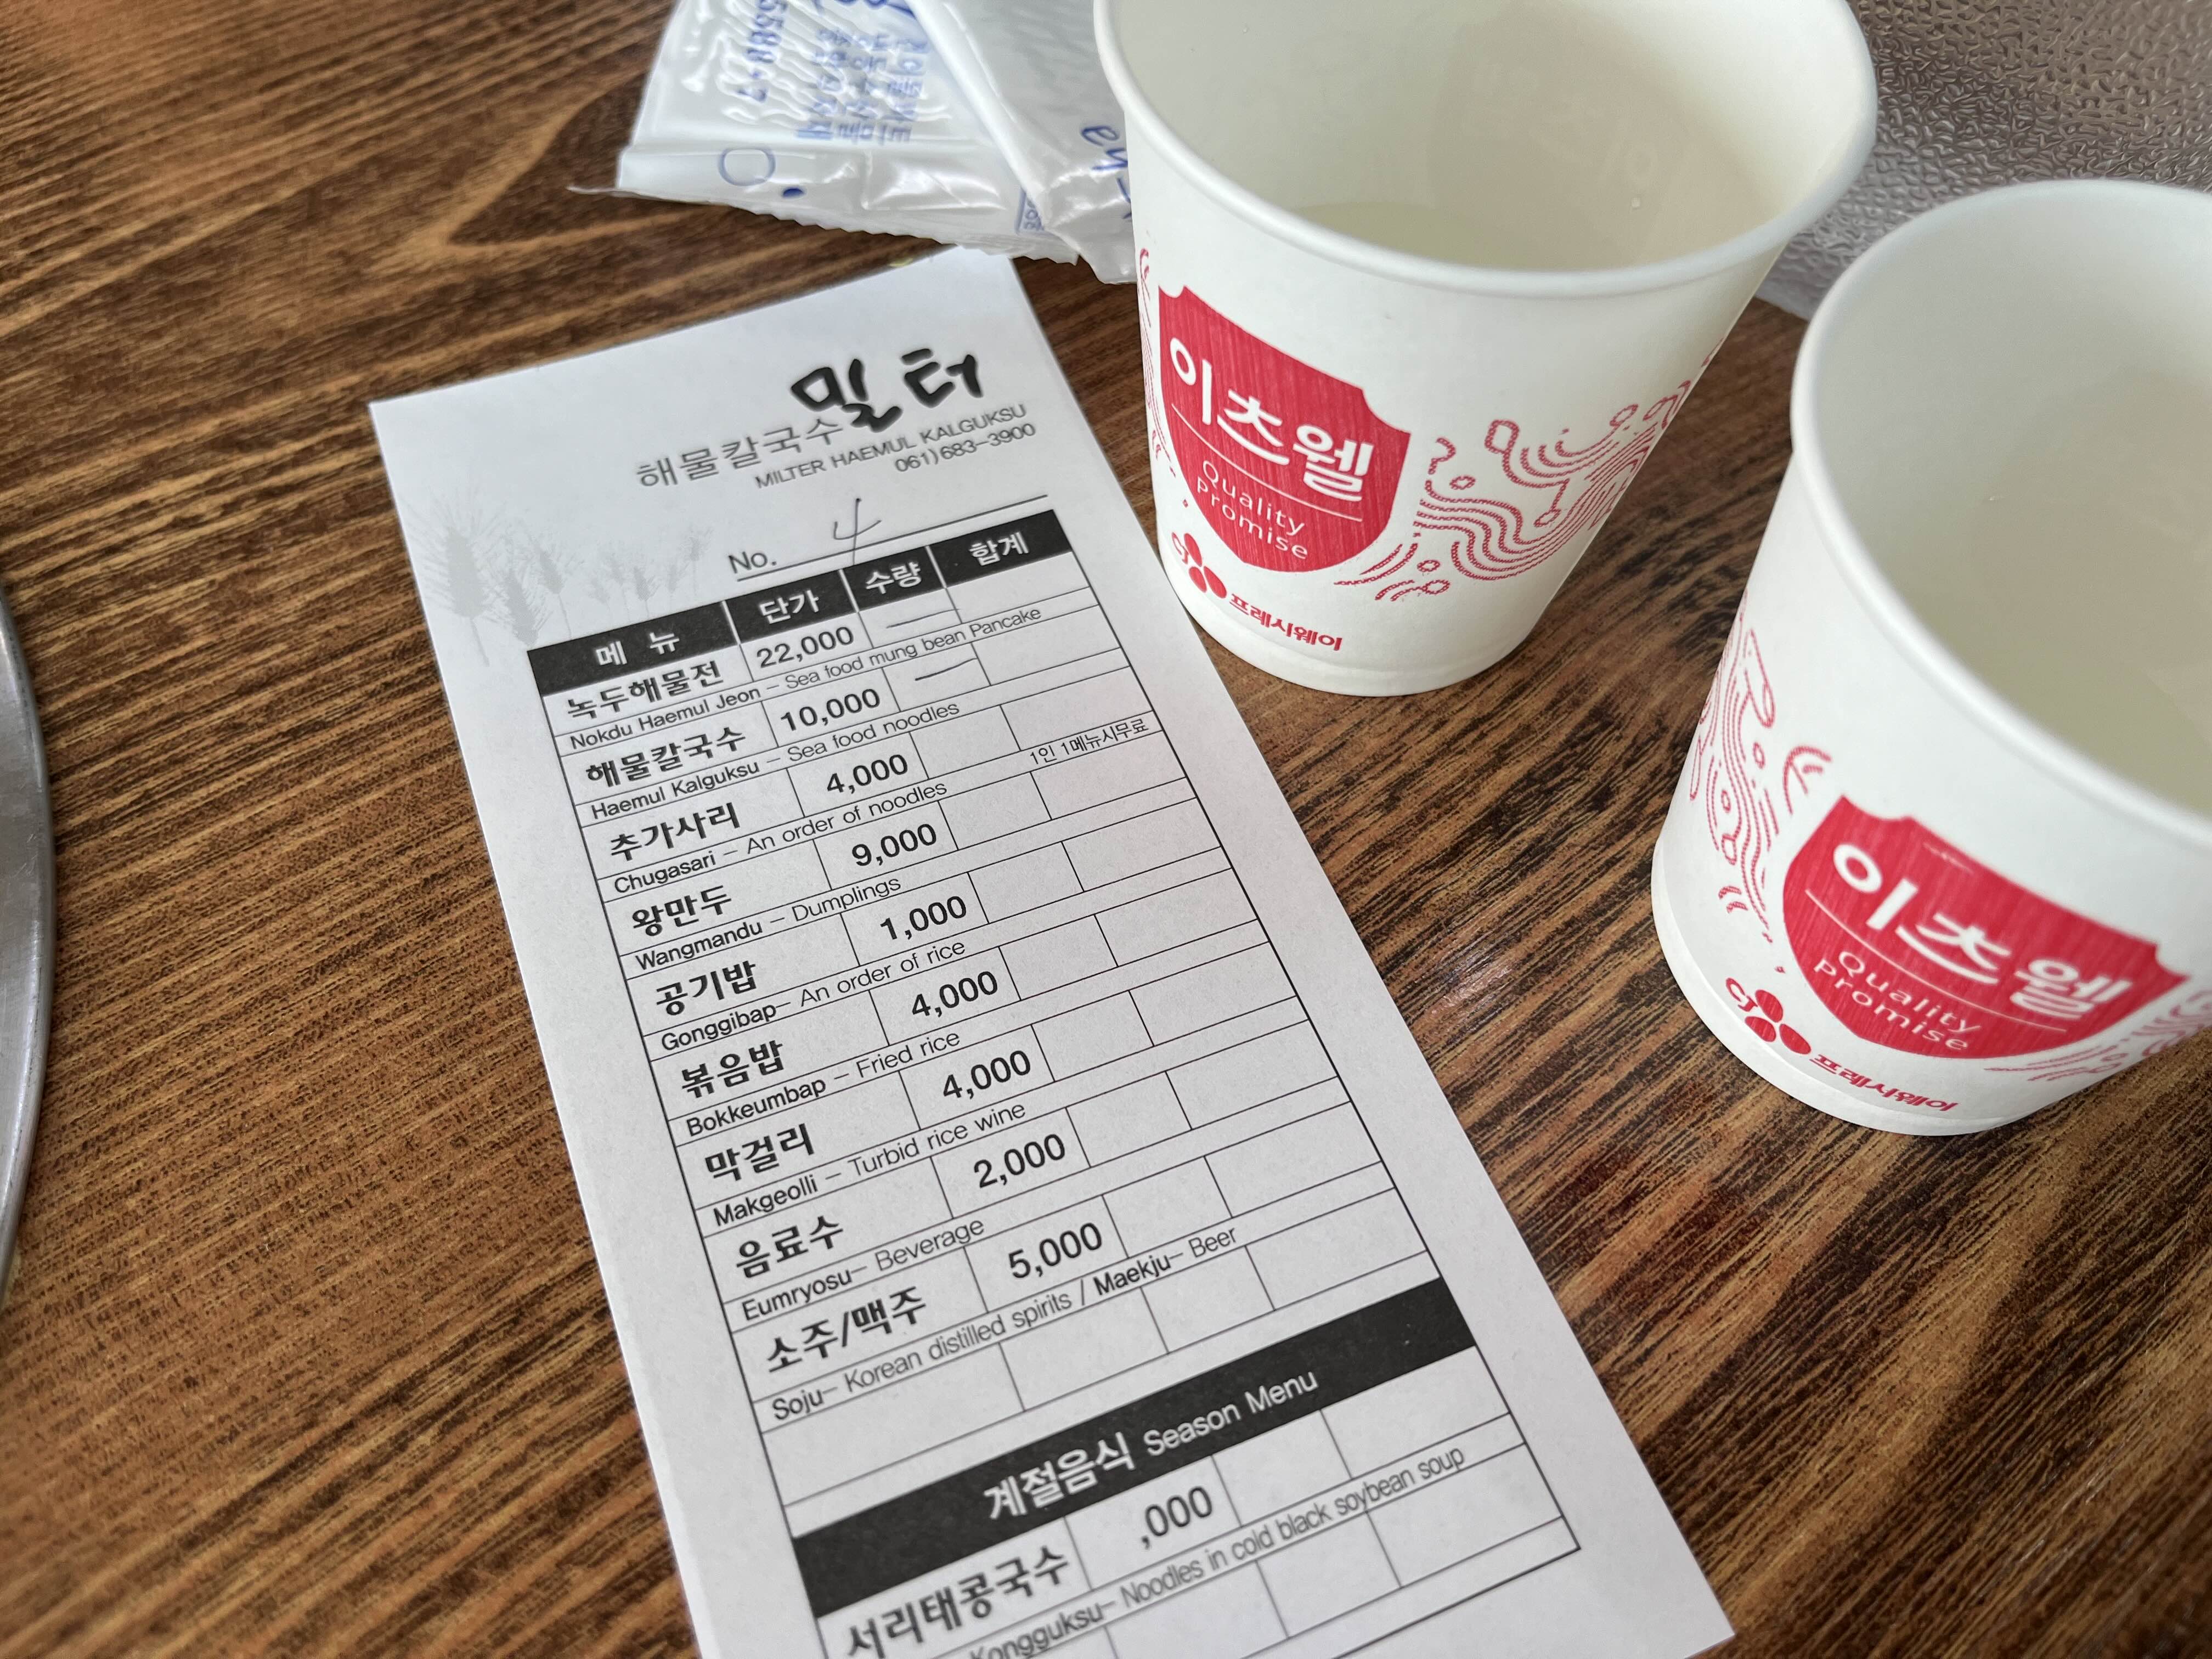 밀터
해물칼국수
MILTER HAEMUL KALGUKSU
061)683-3900
No. 4
메 뉴 단가 수량 합계
녹두해물전 22,000 一
Nokdu Haemul Jeon - Sea food mung bean Pancake
해물칼국수 10,000 一
Haemul Kalguksu - Sea food noodles
추가사리 4,000
Chugasari - An order of noodles 1인 1메뉴시무료
왕만두 9,000
Wangmandu - Dumplings
공기밥 1,000
Gonggibap- An order of rice
볶음밥 4,000
Bokkeumbap - Fried rice
막걸리 4,000
Makgeolli - Turbid rice wine
음료수 2,000
Eumryosu- Beverage
소주/맥주 5,000
Soju- Korean distilled spirits / Maekju- Beer
계절음식 Season Menu
서리태콩국수 ,000
Kongguksu- Noodles in cold black soybean soup
이츠웰
Quality
Promise
cj
프레시웨이
이츠웰
Quality
Promise
cj
프레시웨이